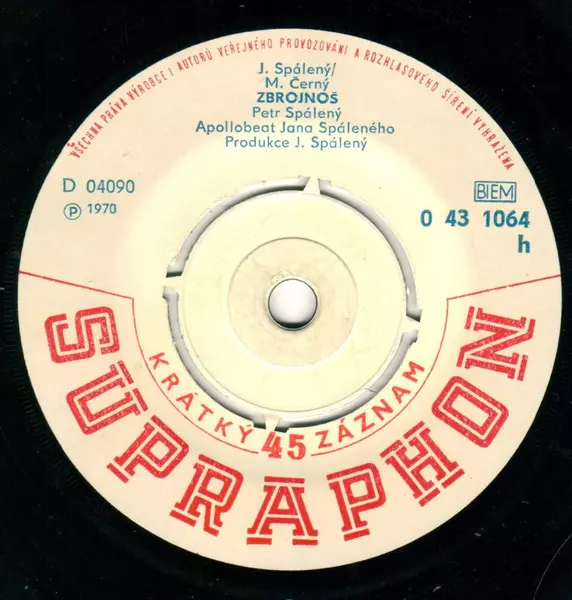 VŠECHNA PRÁVA VÝROBCE I AUTORŮ VEŘEJNÉHO PROVOZOVÁNÍ A ROZHLASOVÉHO ŠÍŘENÍ VYHRAŽENA
J. Spálený/
M. Černý
ZBROJNOŠ
Petr Spálený
Apollobeat Jana Spáleného
Produkce J. Spálený
D 04090
Ⓟ 1970
BIEM
0 43 1064
h
KRÁTKÝ 45 ZÁZNAM
SUPRAPHON